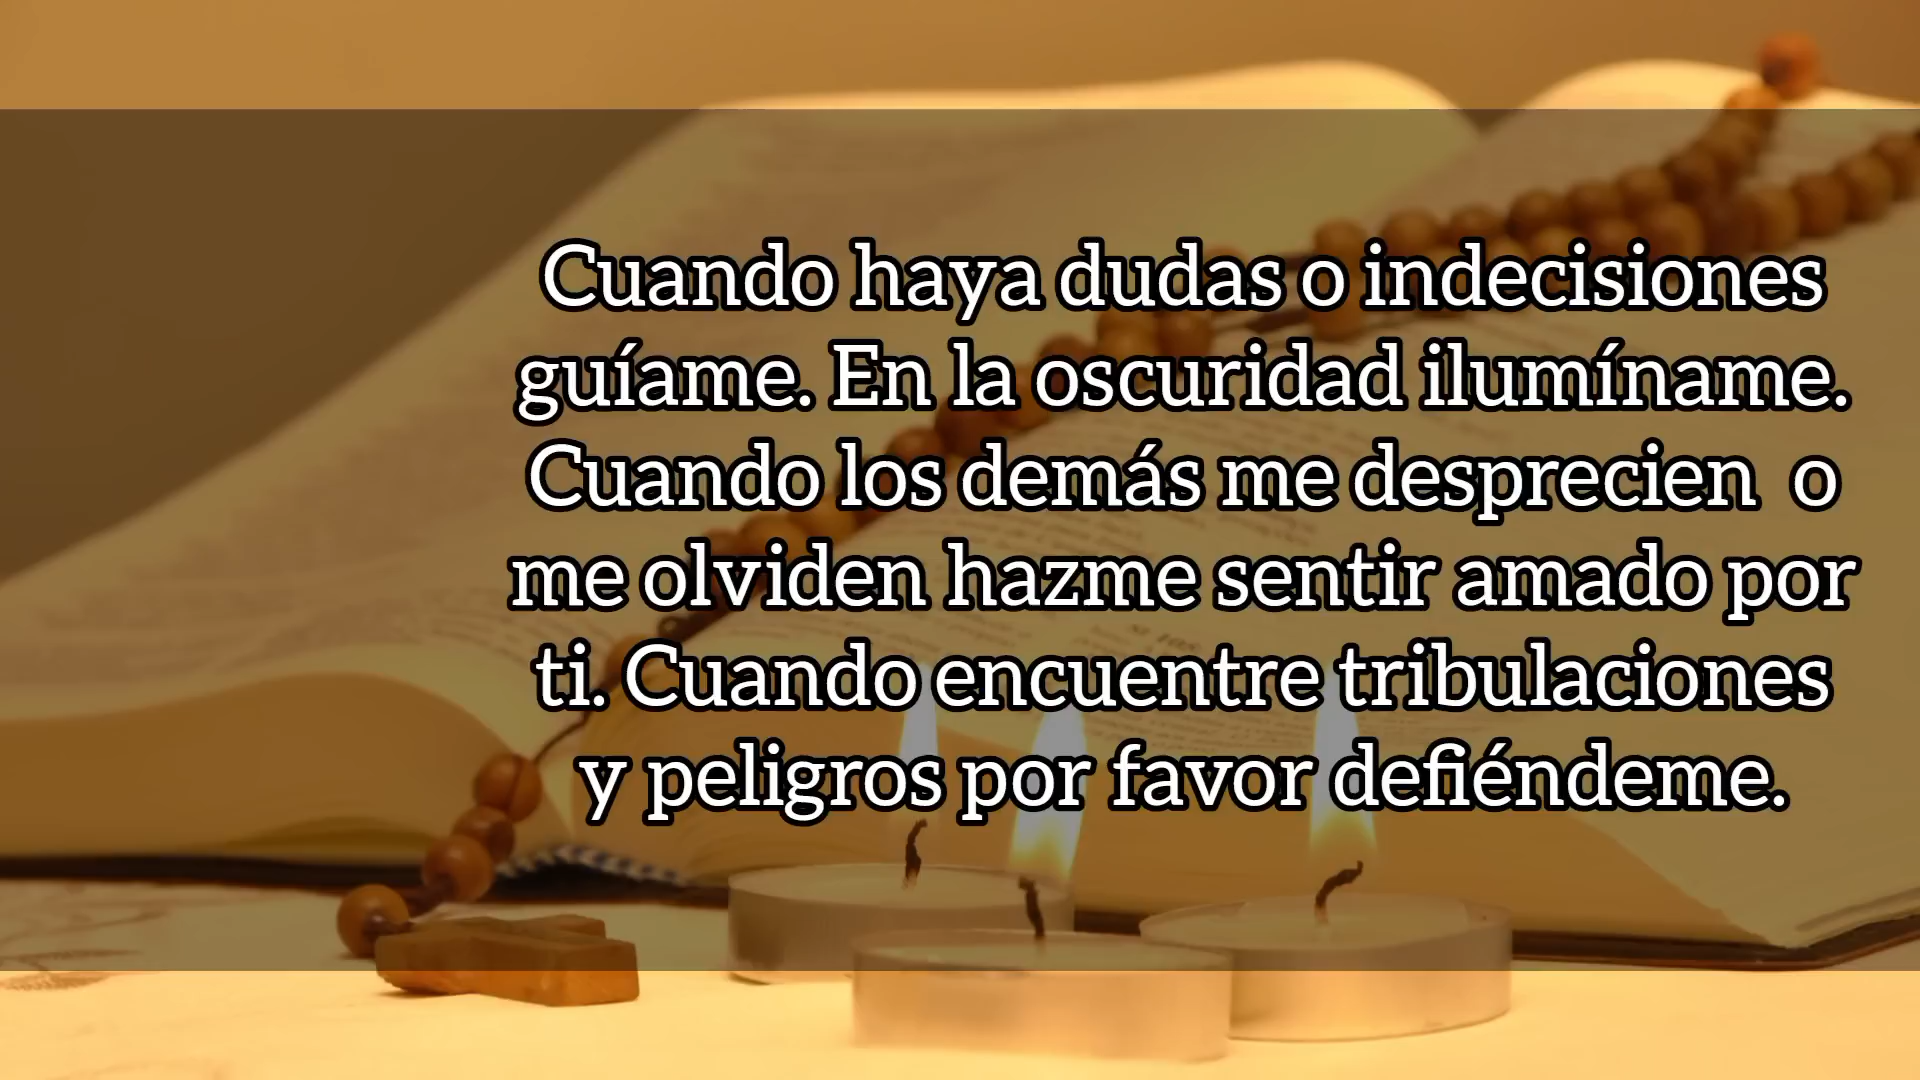 Cuando haya dudas o indecisiones
guíame. En la oscuridad ilumíname.
Cuando los demás me desprecien  o
me olviden hazme sentir amado por
ti. Cuando encuentre tribulaciones
y peligros por favor defiéndeme.